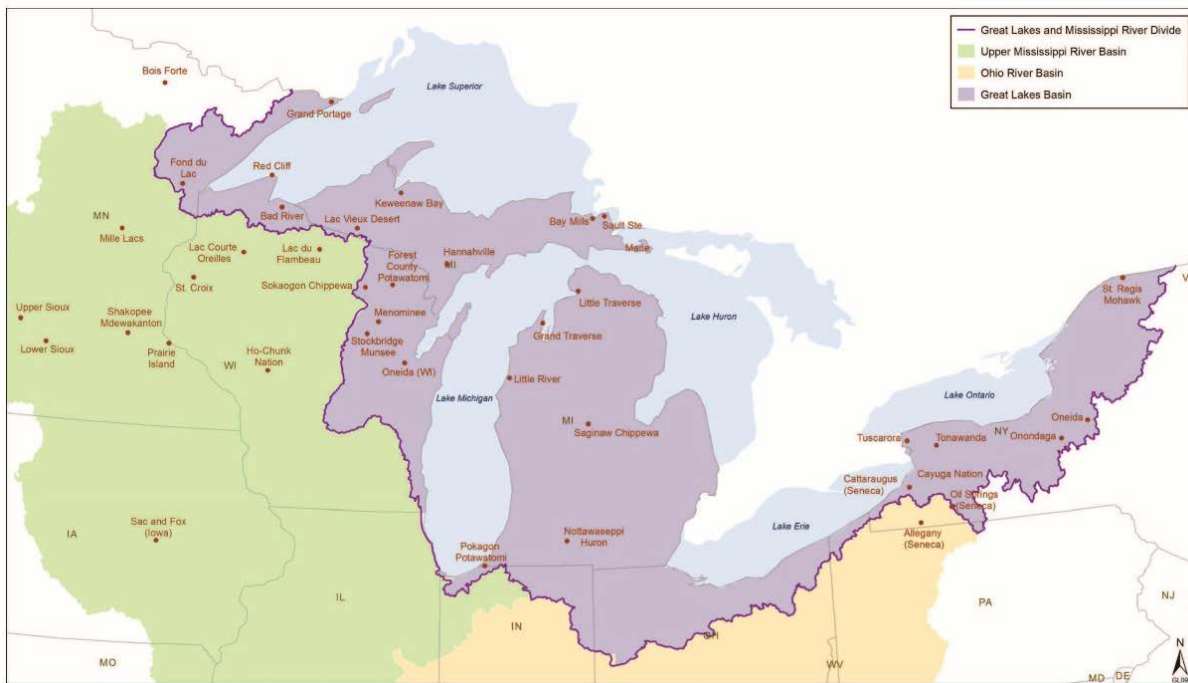 Great Lakes and Mississippi River Divide
Upper Mississippi River Basin
Ohio River Basin
Great Lakes Basin
Bois Forte
Lake Superior
Grand Portage
Fond du
Lac
Red Cliff
Keweenaw Bay
Bad River
Lac Vieux Desert
Bay Mills
Sault Ste.
Marie
MN
Mille Lacs
Lac Courte
Oreilles
Lac du
Flambeau
Forest
County
Potawatomi
Hannahville
MI
St. Croix
Sokaogon Chippewa
Little Traverse
St. Regis
Mohawk
V
Upper Sioux
Shakopee
Mdewakanton
Menominee
Grand Traverse
Lake Huron
Lower Sioux
Prairie
Island
Stockbridge
Munsee
Ho-Chunk
Nation
WI
Oneida (WI)
Little River
Lake Michigan
Lake Ontario
MI
Saginaw Chippewa
Oneida
NY
Onondaga
Tuscarora
Tonawanda
Cattaraugus
(Seneca)
Cayuga Nation
Oil Springs
(Seneca)
Lake Erie
Allegany
(Seneca)
Sac and Fox
(Iowa)
IA
Nottawaseppi
Huron
Pokagon
Potawatomi
IL
IN
OH
PA
NJ
MO
WV
MD
DE
N